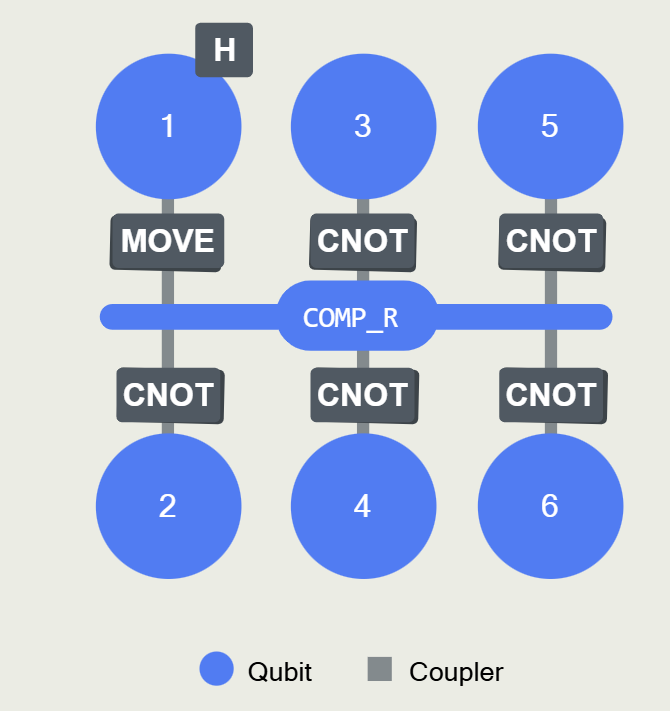 H
1 3 5
MOVE CNOT CNOT
COMP_R
CNOT CNOT CNOT
2 4 6
Qubit Coupler